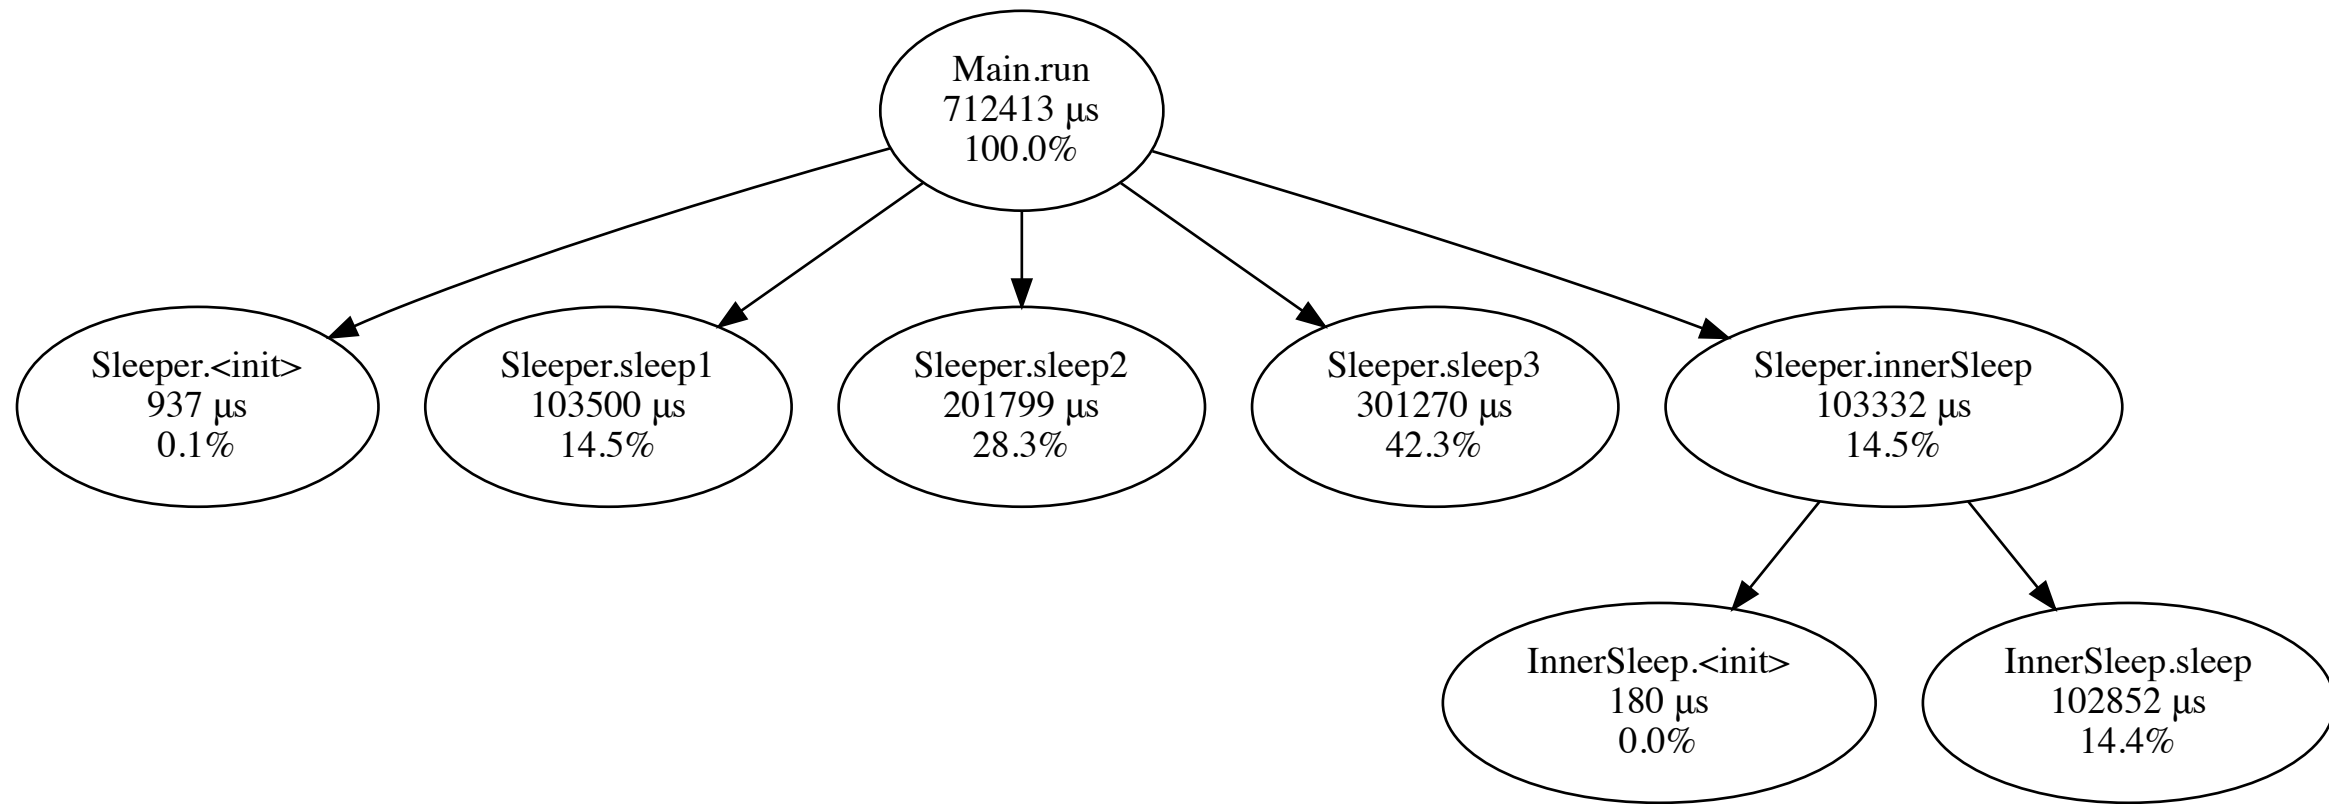 Main.run
712413 µs
100.0%
Sleeper.<init>
937 µs
0.1%
Sleeper.sleep1
103500 µs
14.5%
Sleeper.sleep2
201799 µs
28.3%
Sleeper.sleep3
301270 µs
42.3%
Sleeper.innerSleep
103332 µs
14.5%
InnerSleep.<init>
180 µs
0.0%
InnerSleep.sleep
102852 µs
14.4%